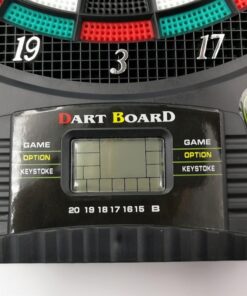 19 3 17
DART BOARD
GAME GAME
OPTION OPTION
KEYSTOKE KEYSTOKE
20 19 18 17 16 15 B